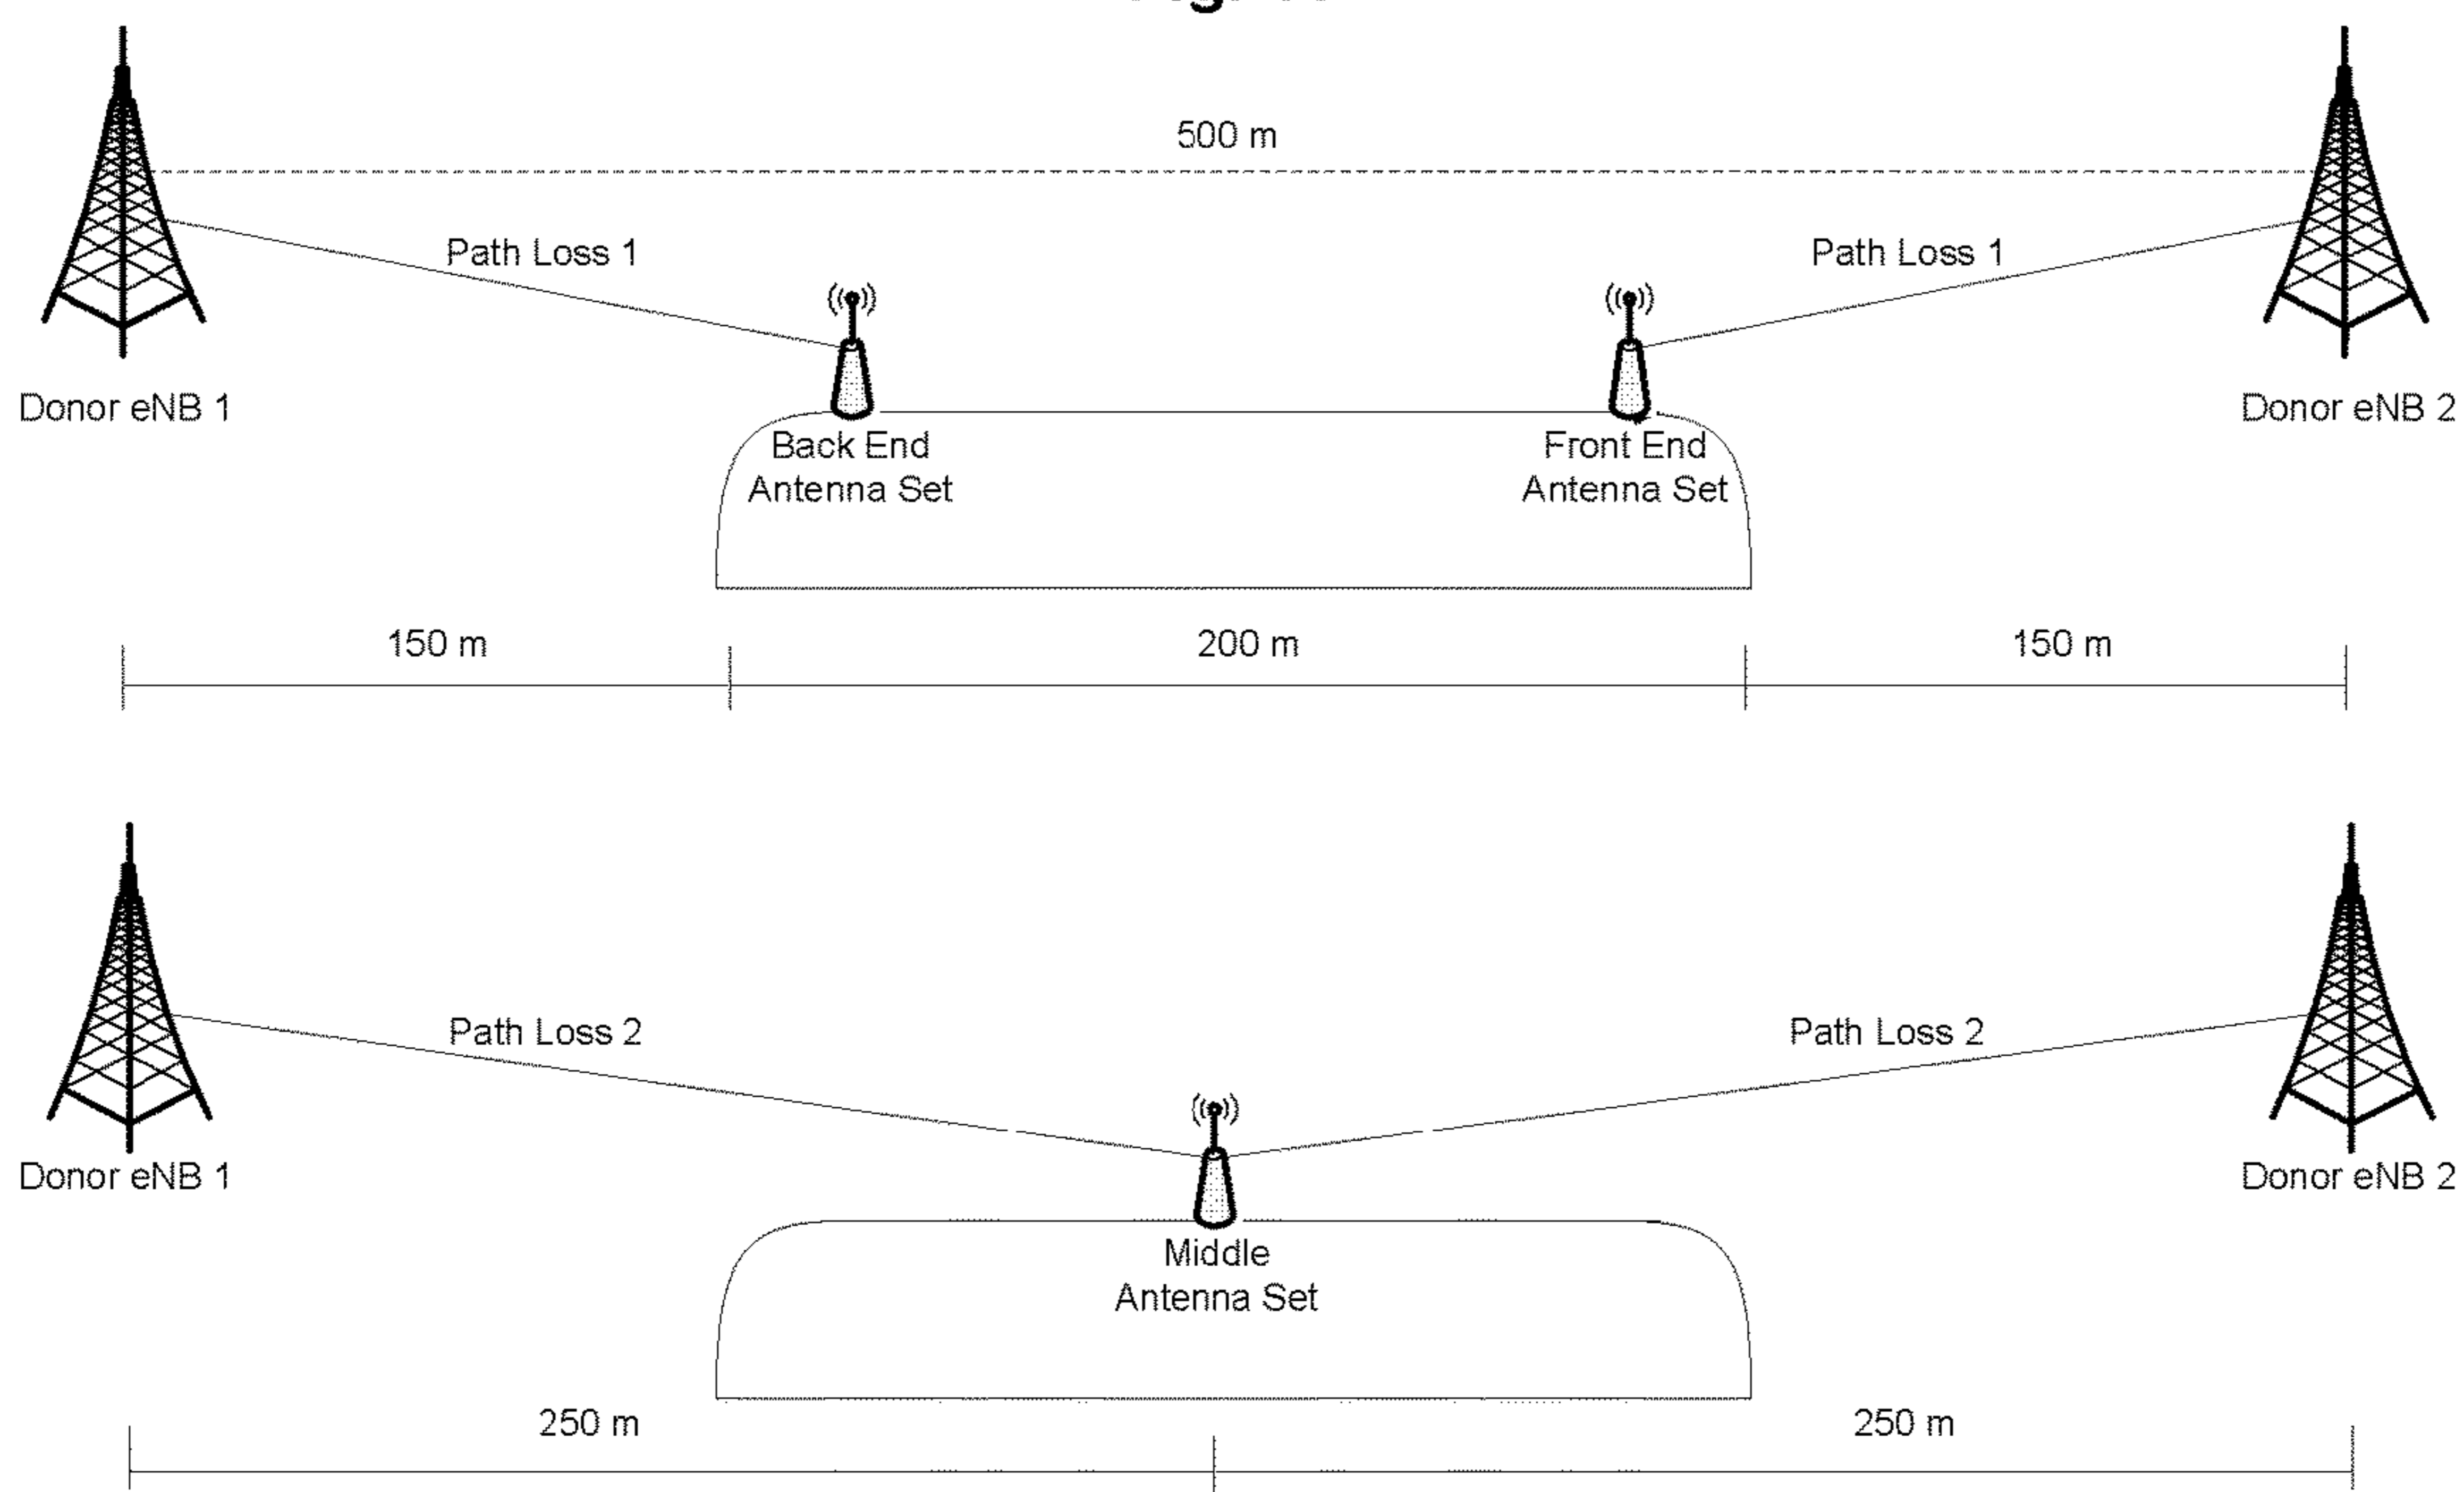 500 m
Path Loss 1
Path Loss 1
Donor eNB 1
Donor eNB 2
Back End
Antenna Set
Front End
Antenna Set
150 m
200 m
150 m
Path Loss 2
Path Loss 2
Donor eNB 1
Donor eNB 2
Middle
Antenna Set
250 m
250 m